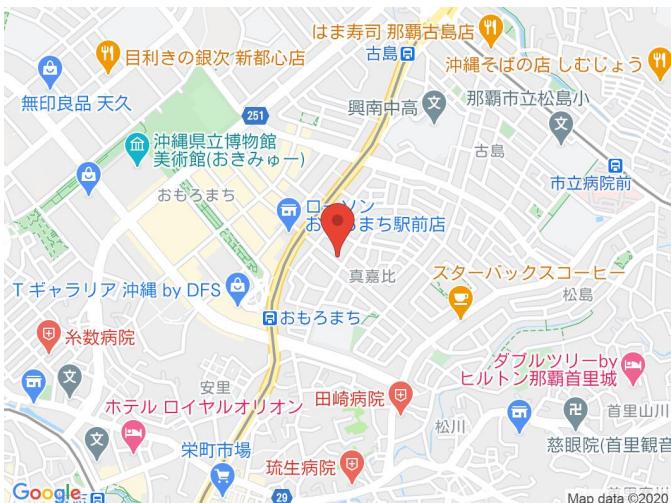 はま寿司 那覇古島店
目利きの銀次 新都心店
古島
沖縄そばの店 しむじょう
無印良品 天久
興南中高
那覇市立松島小
251
沖縄県立博物館
美術館(おきみゅー)
古島
市立病院前
おもろまち
ローソン
おもろまち駅前店
真嘉比
スターバックスコーヒー
T ギャラリア 沖縄 by DFS
松島
おもろまち
糸数病院
ダブルツリーby
ヒルトン那覇首里城
安里
田崎病院
ホテル ロイヤルオリオン
首里山川
松川
栄町市場
慈眼院(首里観音
琉生病院
Google
29
Map data ©2020